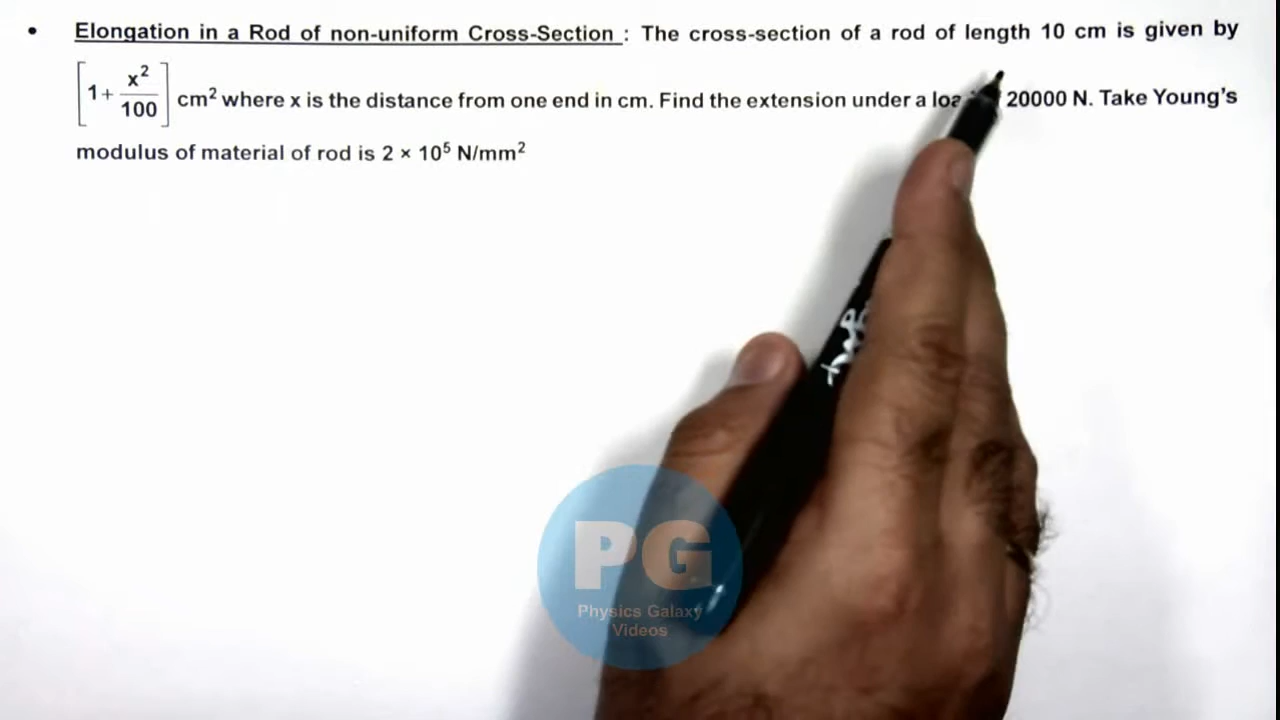 • Elongation in a Rod of non-uniform Cross-Section : The cross-section of a rod of length 10 cm is given by
[1 + x²/100] cm² where x is the distance from one end in cm. Find the extension under a 20000 N. Take Young's
modulus of material of rod is 2 × 10⁵ N/mm²
PG
Physics Galaxy
Videos